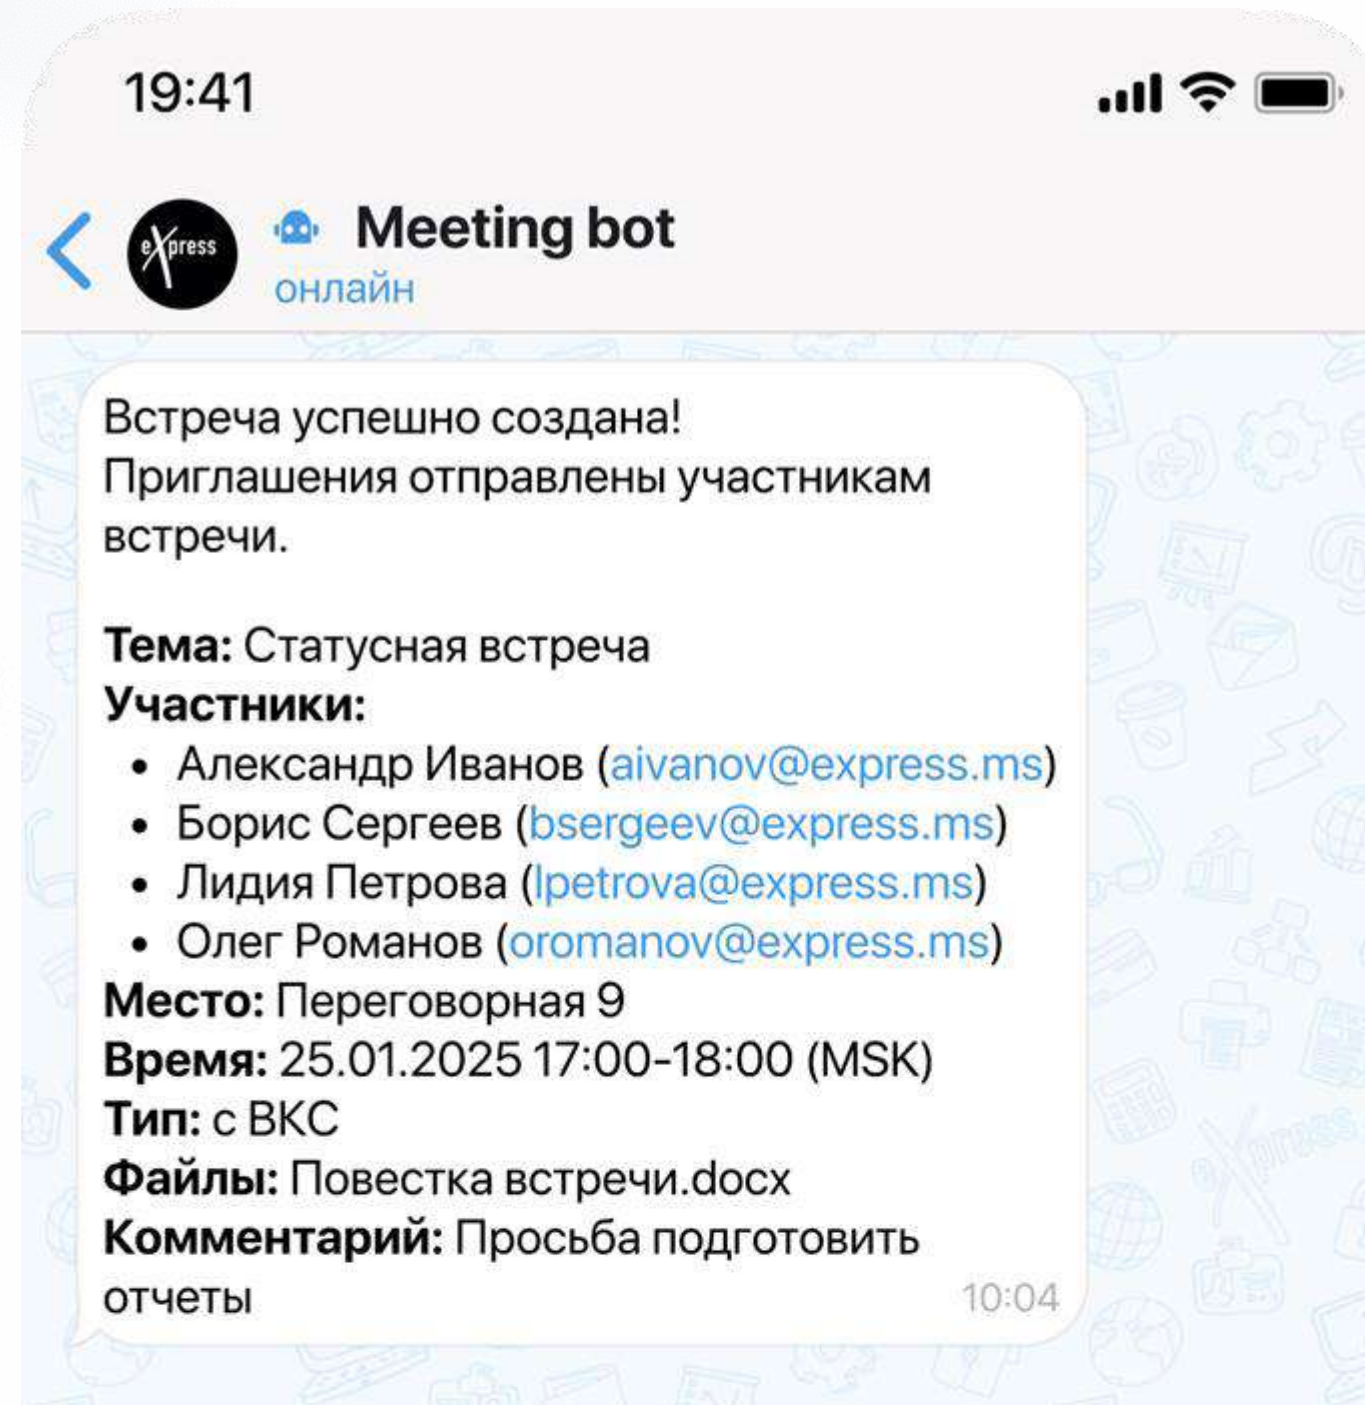 19:41
eXpress
Meeting bot
онлайн
Встреча успешно создана!
Приглашения отправлены участникам
встречи.
Тема: Статусная встреча
Участники:
• Александр Иванов (aivanov@express.ms)
• Борис Сергеев (bsergeev@express.ms)
• Лидия Петрова (lpetrova@express.ms)
• Олег Романов (oromanov@express.ms)
Место: Переговорная 9
Время: 25.01.2025 17:00-18:00 (MSK)
Тип: с ВКС
Файлы: Повестка встречи.docx
Комментарий: Просьба подготовить
отчеты
10:04
eXpress